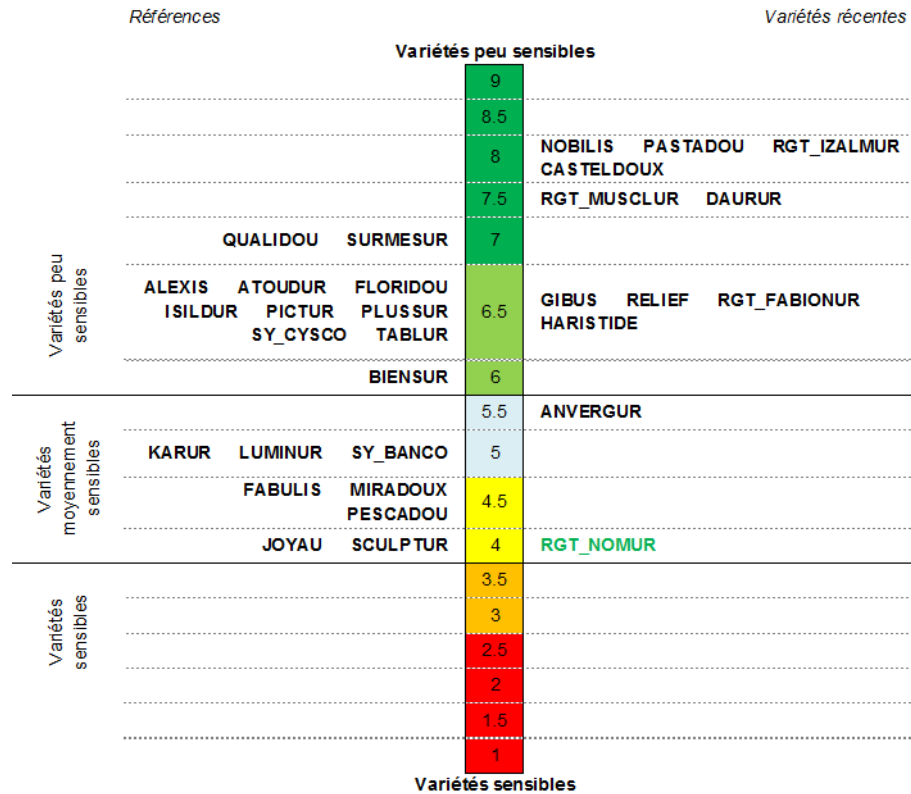 Références Variétés récentes
Variétés peu sensibles
9
8.5
8 NOBILIS PASTADOU RGT_IZALMUR
CASTELDOUX
7.5 RGT_MUSCLUR DAURUR
QUALIDOU SURMESUR 7
Variétés peu
sensibles
ALEXIS ATOUDUR FLORIDOU
ISILDUR PICTUR PLUSSUR
SY_CYSCO TABLUR
6.5
GIBUS RELIEF RGT_FABIONUR
HARISTIDE
BIENSUR 6
5.5 ANVERGUR
Variétés
moyennement
sensibles
KARUR LUMINUR SY_BANCO 5
FABULIS MIRADOUX
PESCADOU
4.5
JOYAU SCULPTUR 4 RGT_NOMUR
Variétés
sensibles
3.5
3
2.5
2
1.5
1
Variétés sensibles